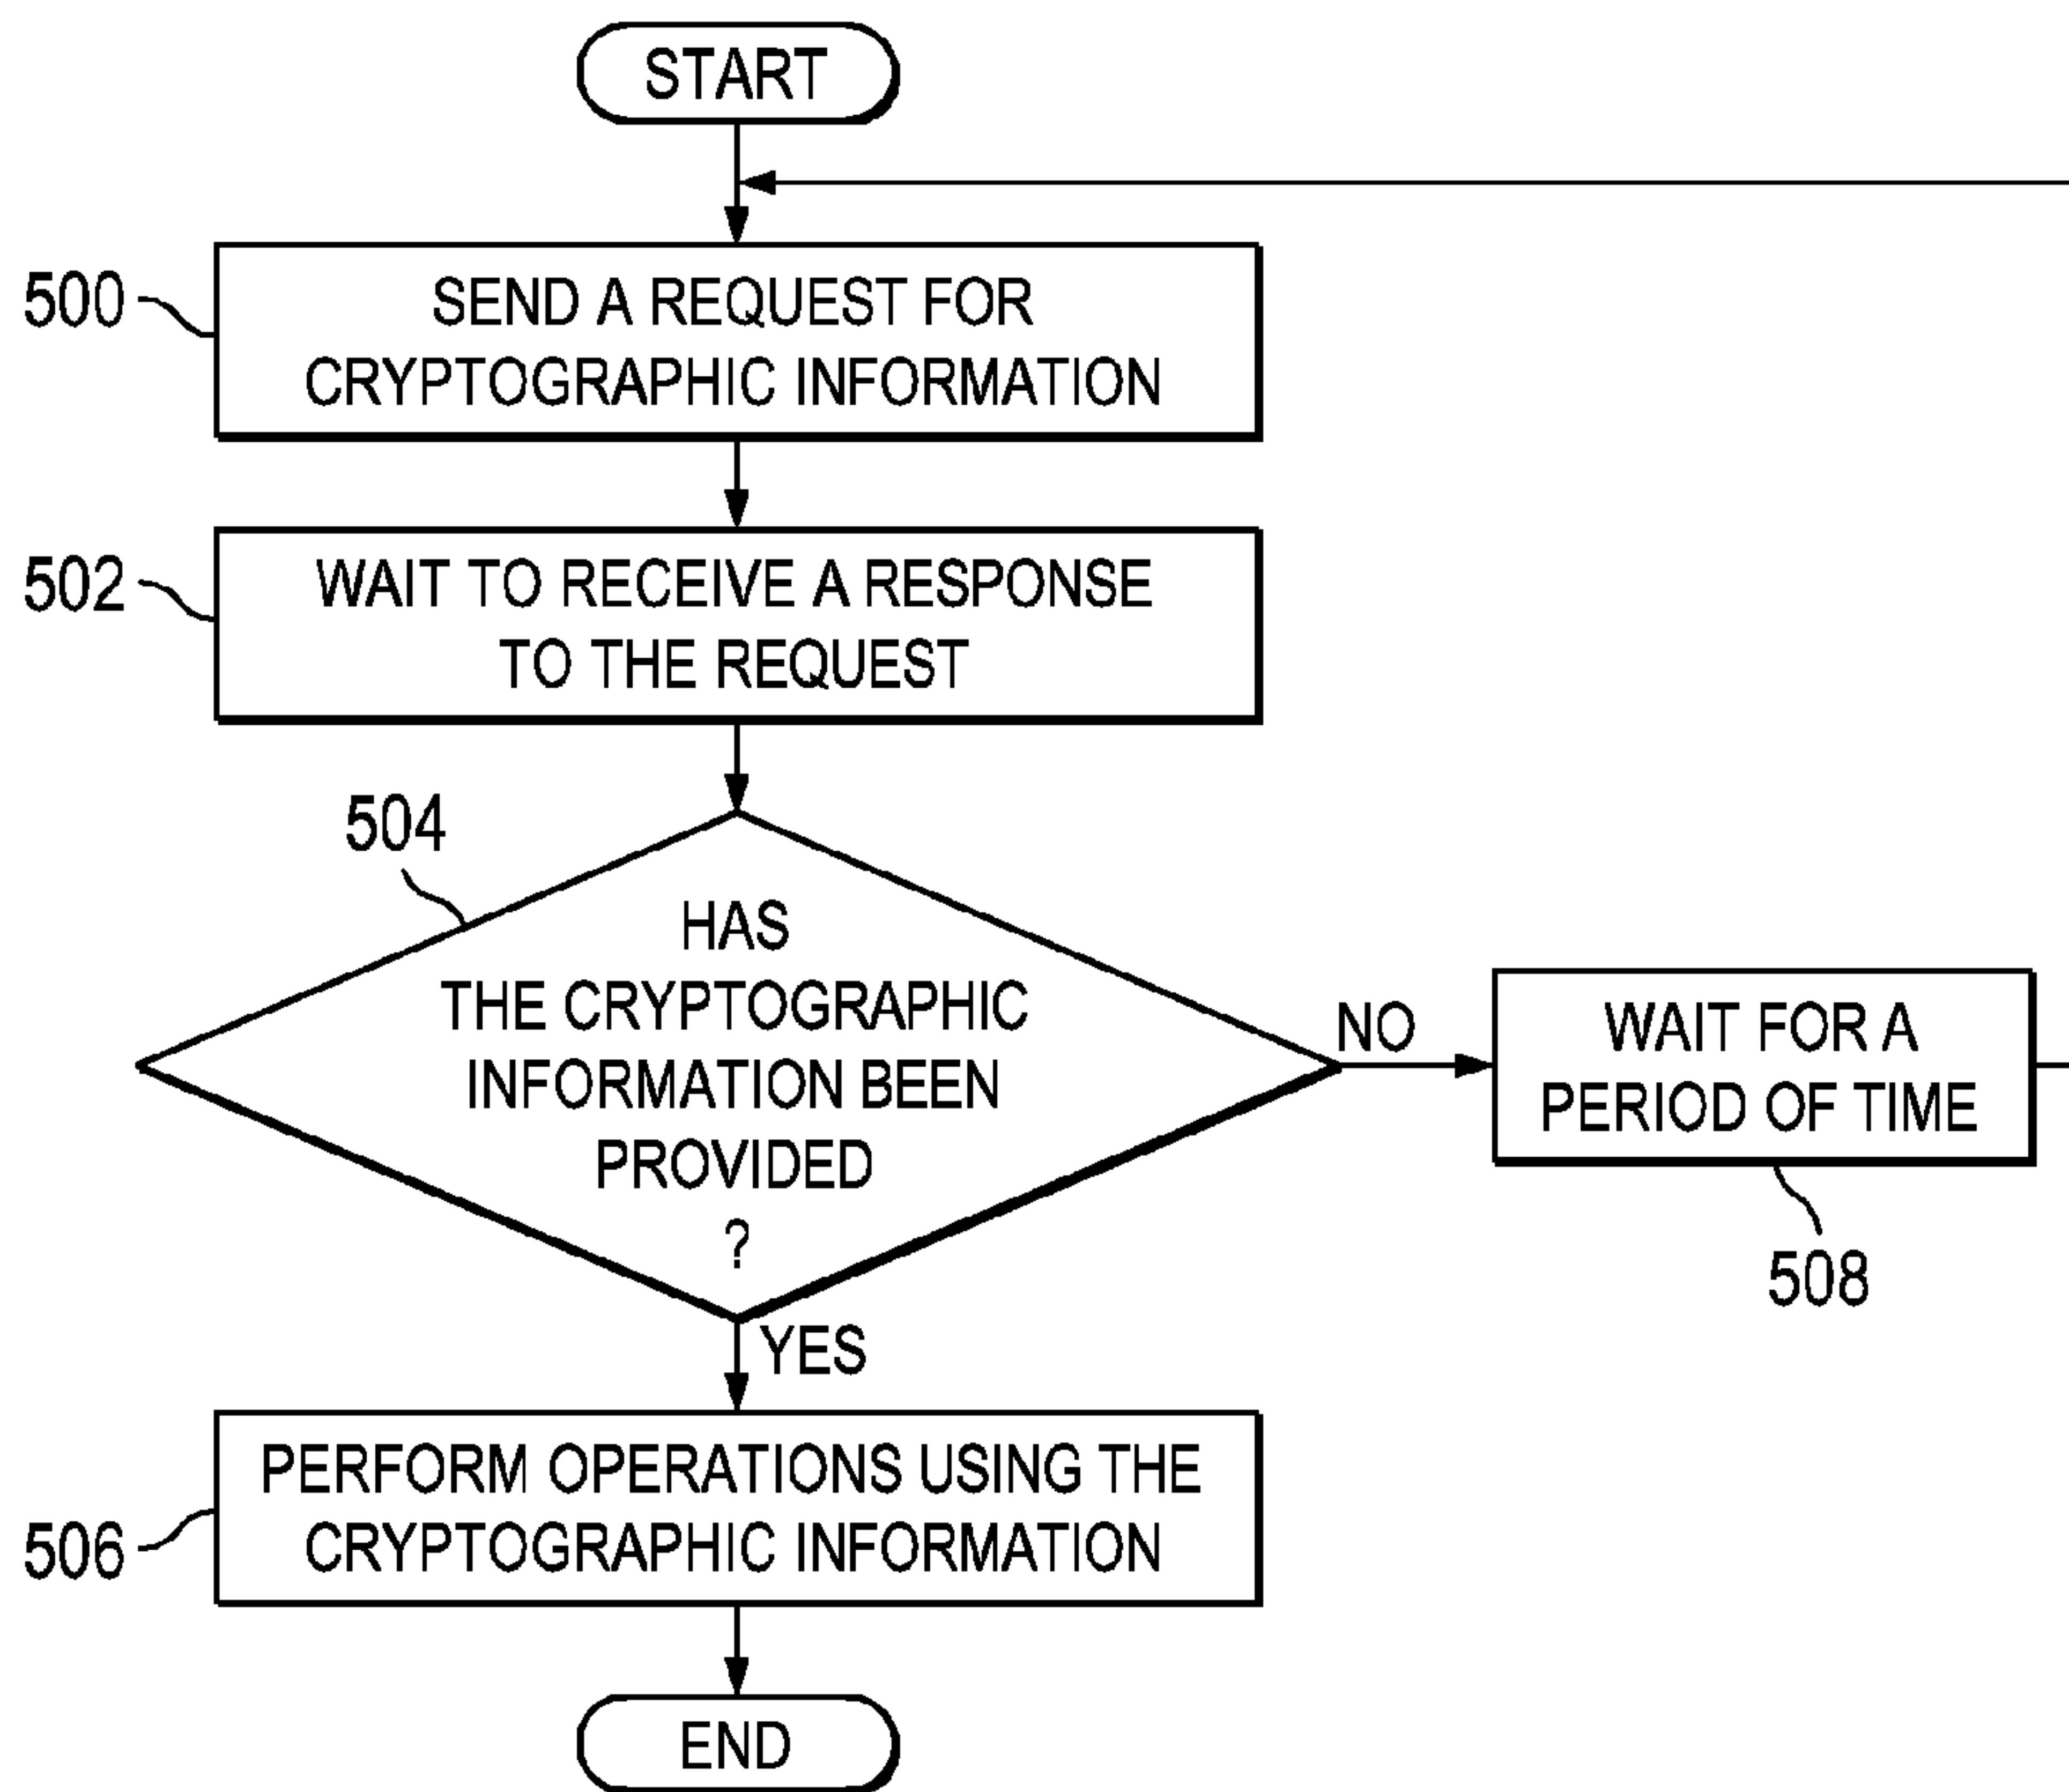 START
500
SEND A REQUEST FOR
CRYPTOGRAPHIC INFORMATION
502
WAIT TO RECEIVE A RESPONSE
TO THE REQUEST
504
HAS
THE CRYPTOGRAPHIC
INFORMATION BEEN
PROVIDED
?
NO
WAIT FOR A
PERIOD OF TIME
508
YES
506
PERFORM OPERATIONS USING THE
CRYPTOGRAPHIC INFORMATION
END